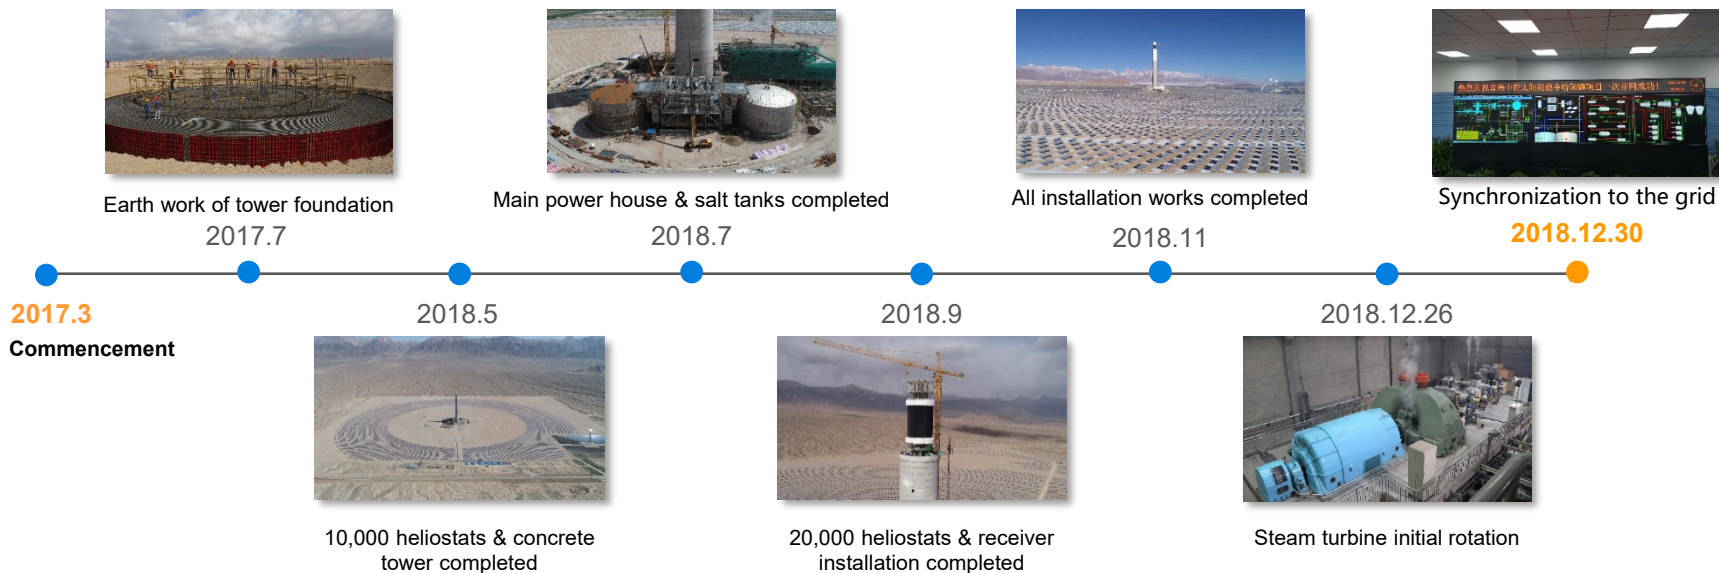 Earth work of tower foundation
2017.7
Main power house & salt tanks completed
2018.7
All installation works completed
2018.11
Synchronization to the grid
2018.12.30
2017.3
Commencement
2018.5
10,000 heliostats & concrete
tower completed
2018.9
20,000 heliostats & receiver
installation completed
2018.12.26
Steam turbine initial rotation